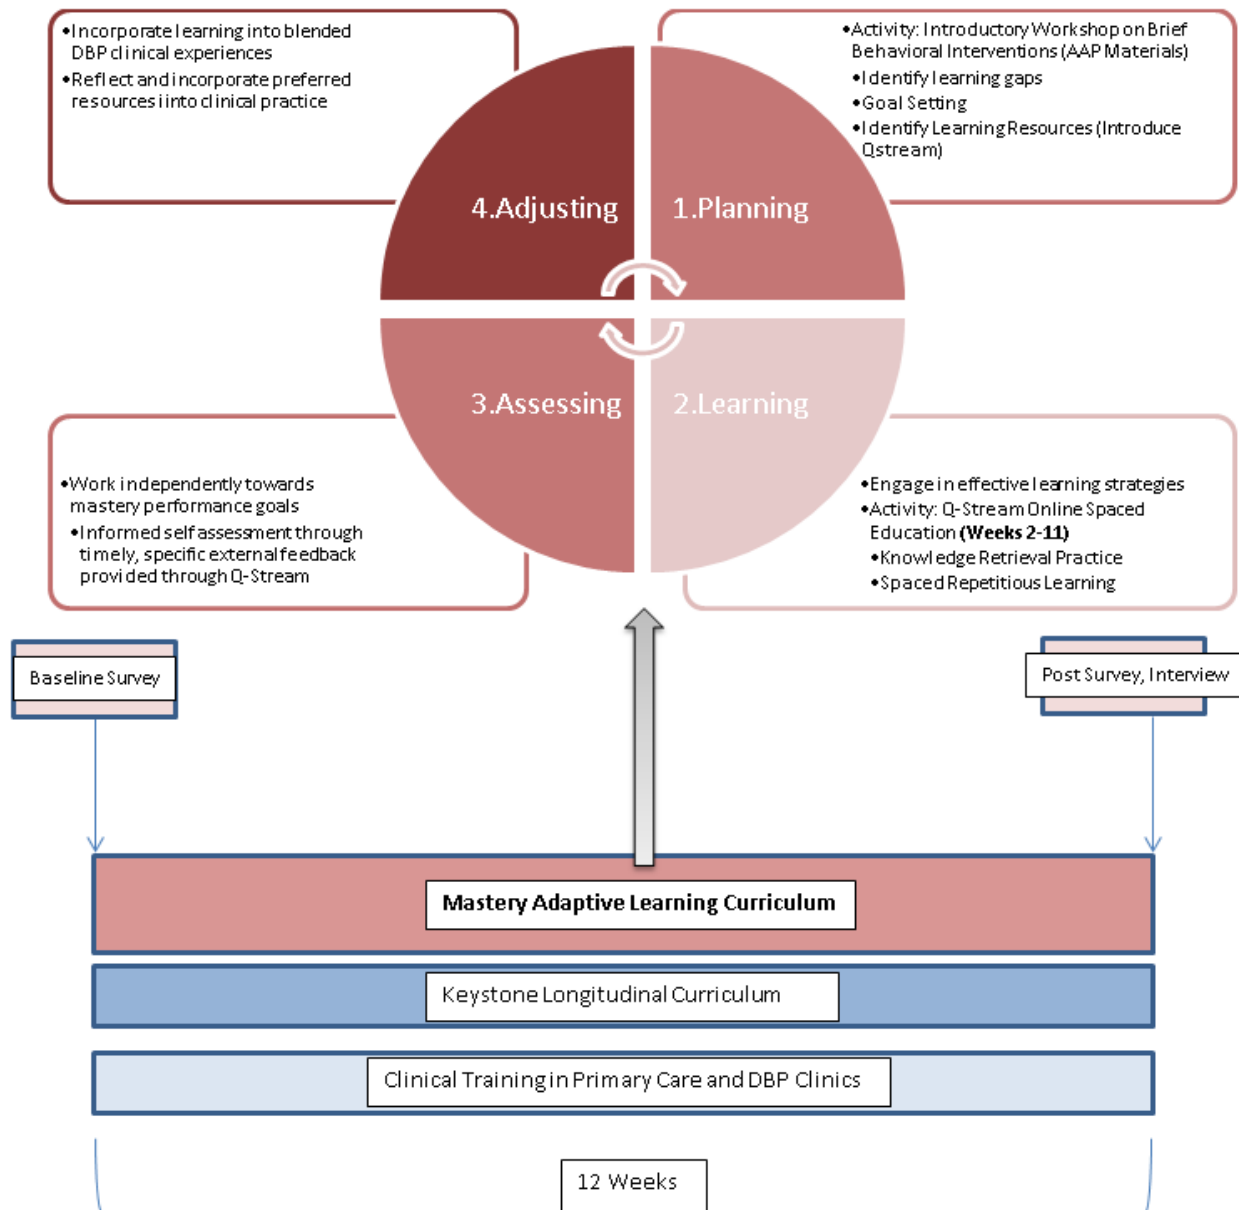 •Incorporate learning into blended
DBP clinical experiences
•Reflect and incorporate preferred
resources i into clinical practice
•Activity: Introductory Workshop on Brief
Behavioral Interventions (AAP Materials)
•Identify learning gaps
•Goal Setting
•Identify Learning Resources (Introduce
Qstream)
4.Adjusting
1.Planning
3.Assessing
2.Learning
•Work independently towards
mastery performance goals
•Informed self assessment through
timely, specific external feedback
provided through Q-Stream
•Engage in effective learning strategies
•Activity: Q-Stream Online Spaced
Education (Weeks 2-11)
•Knowledge Retrieval Practice
•Spaced Repetitious Learning
Baseline Survey
Post Survey, Interview
Mastery Adaptive Learning Curriculum
Keystone Longitudinal Curriculum
Clinical Training in Primary Care and DBP Clinics
12 Weeks